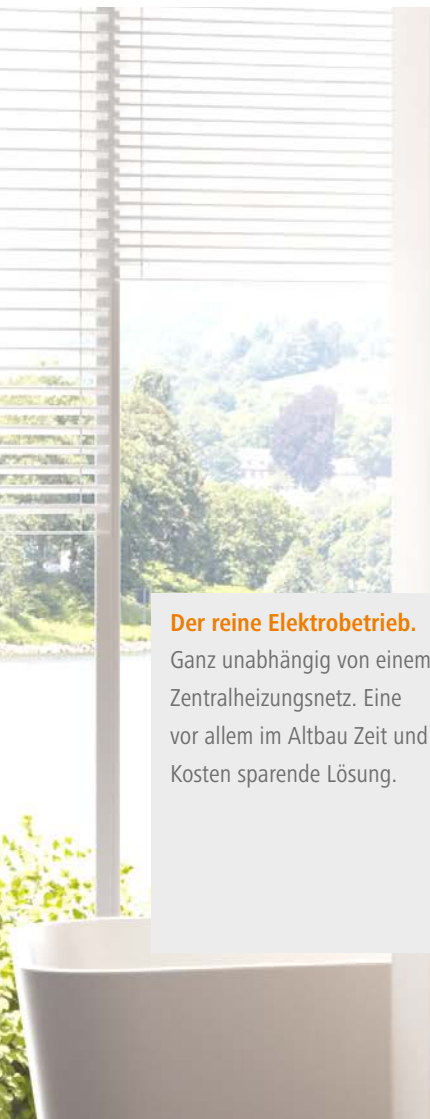 Der reine Elektrobetrieb.
Ganz unabhängig von einem
Zentralheizungsnetz. Eine
vor allem im Altbau Zeit und
Kosten sparende Lösung.